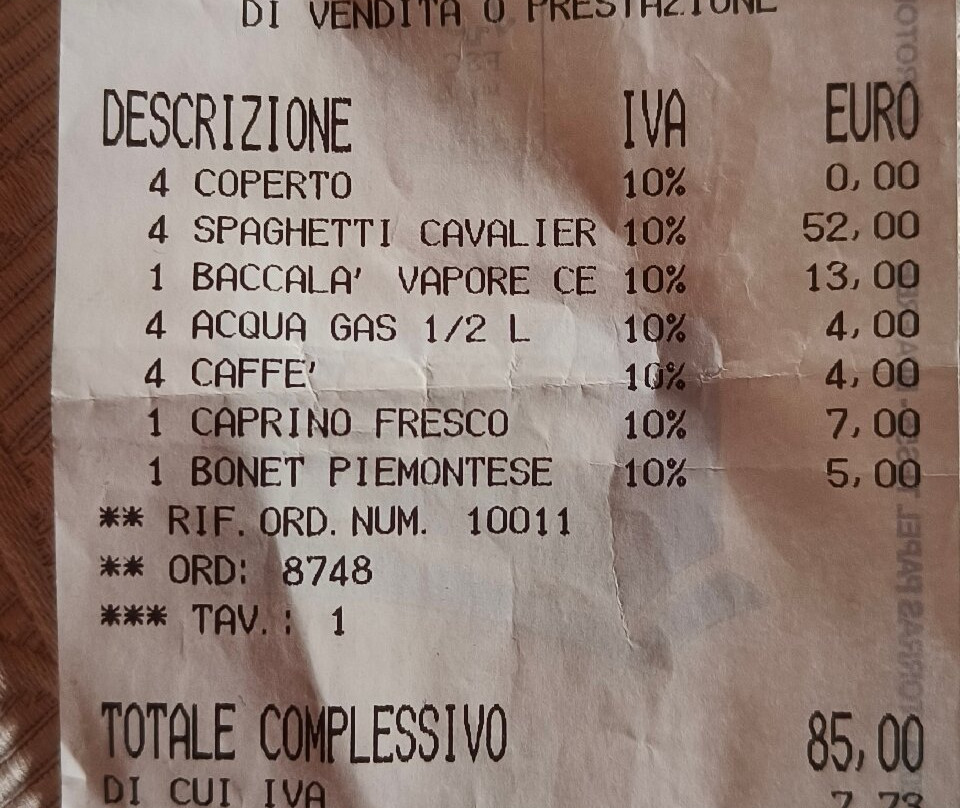 DI VENDITA O PRESTAZIONE
DESCRIZIONE IVA EURO
4 COPERTO 10% 0,00
4 SPAGHETTI CAVALIER 10% 52,00
1 BACCALA' VAPORE CE 10% 13,00
4 ACQUA GAS 1/2 L 10% 4,00
4 CAFFE' 10% 4,00
1 CAPRINO FRESCO 10% 7,00
1 BONET PIEMONTESE 10% 5,00
** RIF. ORD. NUM. 10011
** ORD: 8748
*** TAV. : 1
TOTALE COMPLESSIVO 85,00
DI CUI IVA 7,73